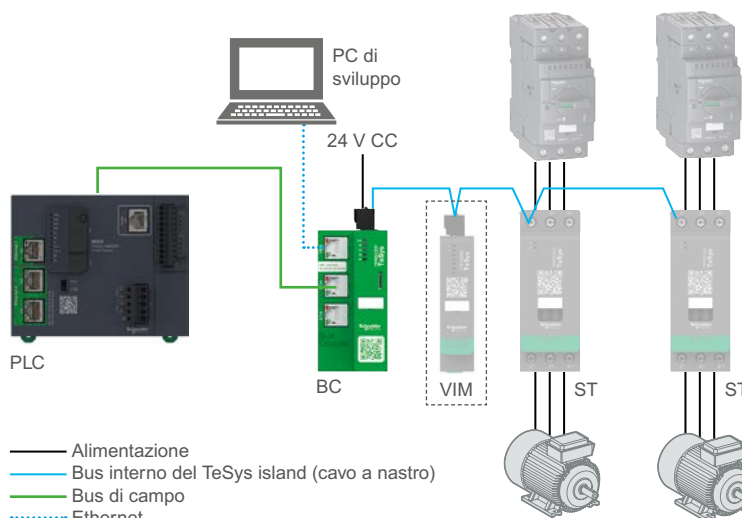 PC di
sviluppo
24 V CC
PLC
BC
VIM
ST
ST
Alimentazione
Bus interno del TeSys island (cavo a nastro)
Bus di campo
Ethernet